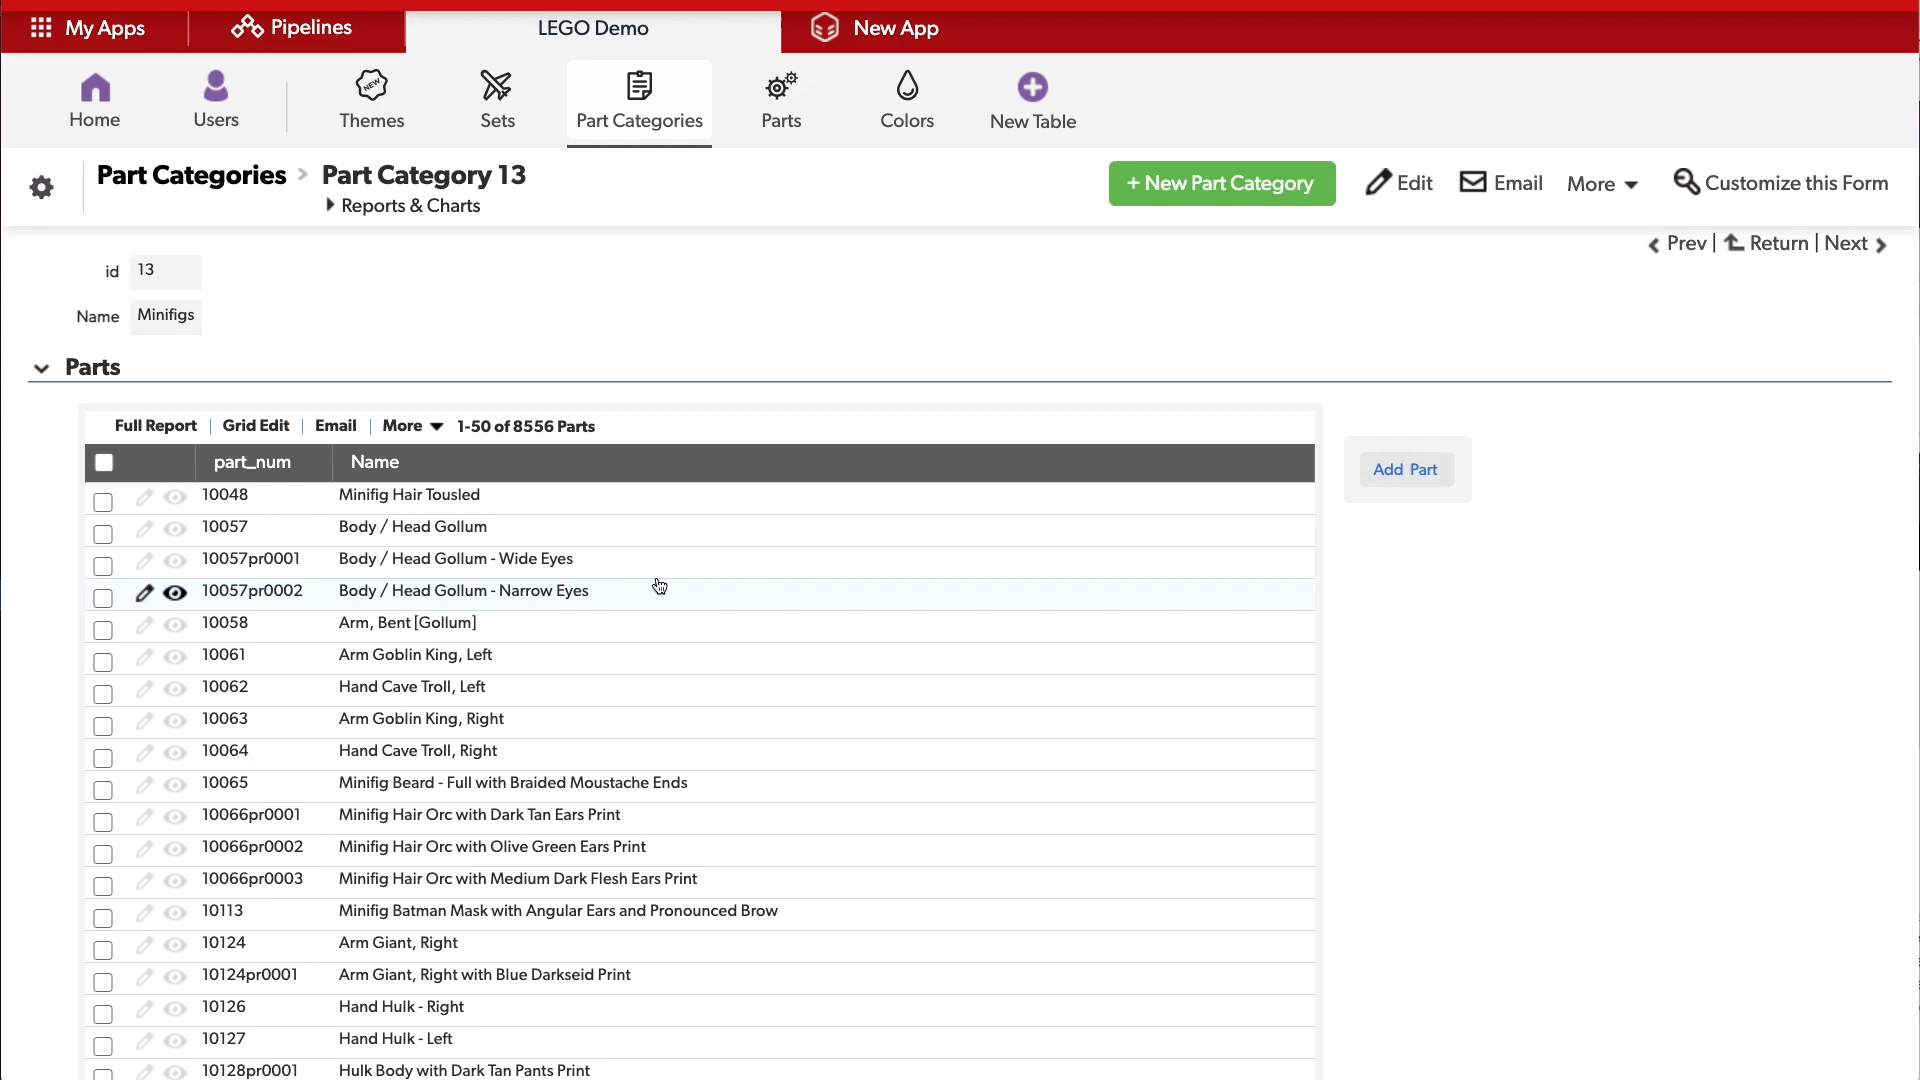 My Apps
Pipelines
LEGO Demo
New App
Home
Users
NEW
Themes
Sets
Part Categories
Parts
Colors
New Table
Part Categories > Part Category 13
Reports & Charts
+ New Part Category
Edit
Email
More
Customize this Form
Prev | Return | Next
id 13
Name Minifigs
Parts
Full Report | Grid Edit | Email | More 1-50 of 8556 Parts
part_num Name
10048 Minifig Hair Tousled
10057 Body / Head Gollum
10057pr0001 Body / Head Gollum - Wide Eyes
10057pr0002 Body / Head Gollum - Narrow Eyes
10058 Arm, Bent [Gollum]
10061 Arm Goblin King, Left
10062 Hand Cave Troll, Left
10063 Arm Goblin King, Right
10064 Hand Cave Troll, Right
10065 Minifig Beard - Full with Braided Moustache Ends
10066pr0001 Minifig Hair Orc with Dark Tan Ears Print
10066pr0002 Minifig Hair Orc with Olive Green Ears Print
10066pr0003 Minifig Hair Orc with Medium Dark Flesh Ears Print
10113 Minifig Batman Mask with Angular Ears and Pronounced Brow
10124 Arm Giant, Right
10124pr0001 Arm Giant, Right with Blue Darkseid Print
10126 Hand Hulk - Right
10127 Hand Hulk - Left
10128pr0001 Hulk Body with Dark Tan Pants Print
Add Part